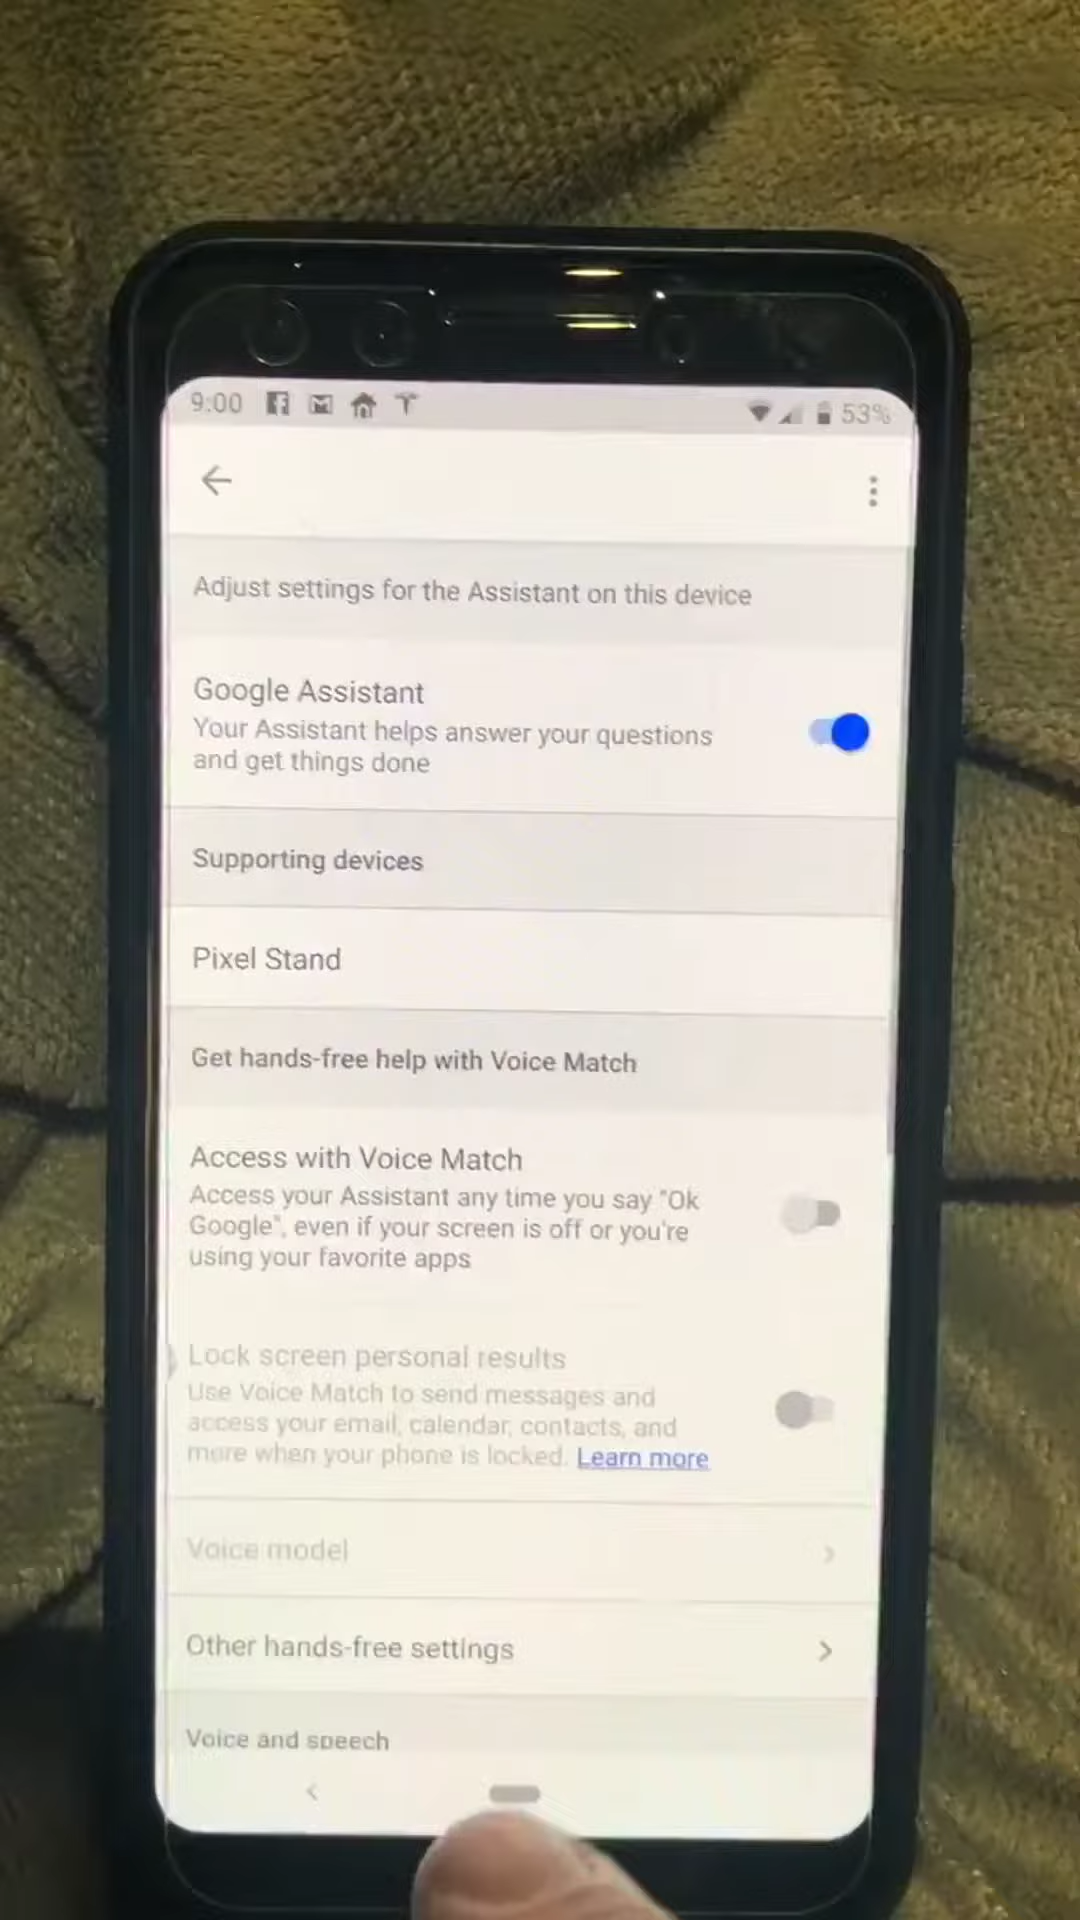 9:00
53%
Adjust settings for the Assistant on this device
Google Assistant
Your Assistant helps answer your questions
and get things done
Supporting devices
Pixel Stand
Get hands-free help with Voice Match
Access with Voice Match
Access your Assistant any time you say "Ok
Google", even if your screen is off or you're
using your favorite apps
Lock screen personal results
Use Voice Match to send messages and
access your email, calendar, contacts, and
more when your phone is locked. Learn more
Voice model
Other hands-free settings
Voice and speech